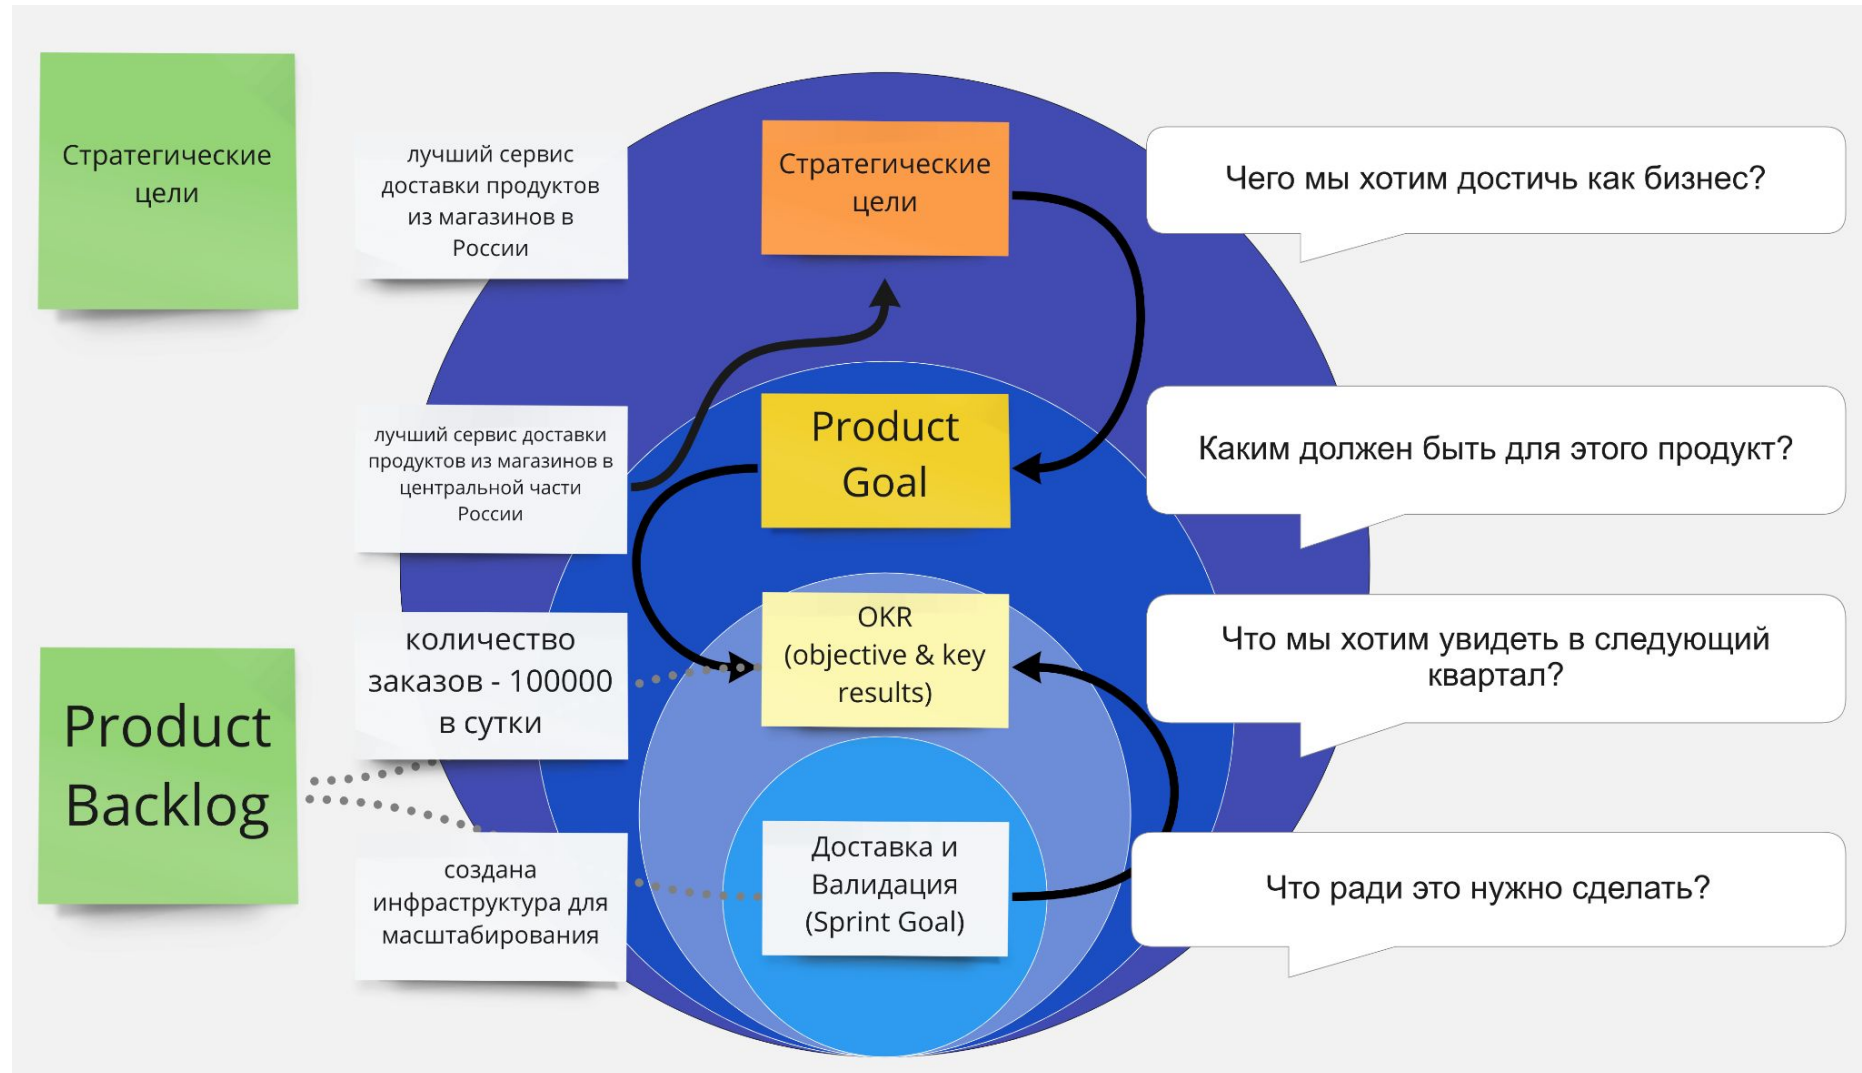 Стратегические
цели
лучший сервис
доставки продуктов
из магазинов в
России
Стратегические
цели
Чего мы хотим достичь как бизнес?
лучший сервис доставки
продуктов из магазинов в
центральной части
России
Product
Goal
Каким должен быть для этого продукт?
Product
Backlog
количество
заказов - 100000
в сутки
OKR
(objective & key
results)
Что мы хотим увидеть в следующий
квартал?
создана
инфраструктура для
масштабирования
Доставка и
Валидация
(Sprint Goal)
Что ради это нужно сделать?